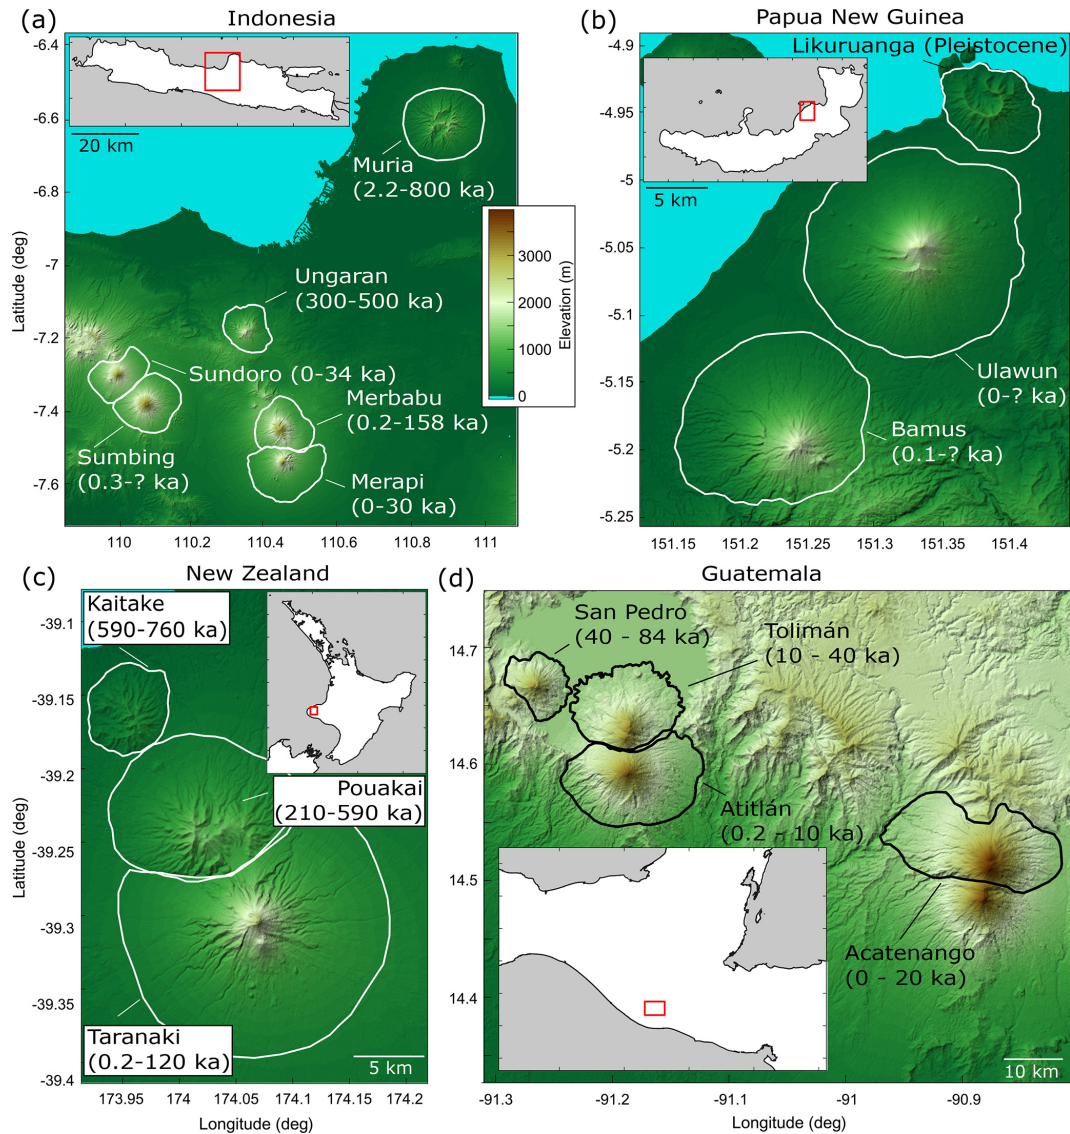 (a)
Indonesia
-6.4
-6.6
-6.8
-7
-7.2
-7.4
-7.6
Latitude (deg)
20 km
Muria
(2.2-800 ka)
Ungaran
(300-500 ka)
Sundoro (0-34 ka)
Merbabu
(0.2-158 ka)
Sumbing
(0.3-? ka)
Merapi
(0-30 ka)
110
110.2
110.4
110.6
110.8
111
3000
2000
1000
0
Elevation (m)
(b)
Papua New Guinea
Likuruanga (Pleistocene)
-4.9
-4.95
-5
-5.05
-5.1
-5.15
-5.2
-5.25
5 km
Ulawun
(0-? ka)
Bamus
(0.1-? ka)
151.15
151.2
151.25
151.3
151.35
151.4
(c)
New Zealand
Kaitake
(590-760 ka)
-39.1
-39.15
-39.2
-39.25
-39.3
-39.35
-39.4
Latitude (deg)
Pouakai
(210-590 ka)
Taranaki
(0.2-120 ka)
5 km
173.95
174
174.05
174.1
174.15
174.2
Longitude (deg)
(d)
Guatemala
San Pedro
(40 - 84 ka)
Tolimán
(10 - 40 ka)
14.7
14.6
14.5
14.4
Atitlán
(0.2 - 10 ka)
Acatenango
(0 - 20 ka)
10 km
-91.3
-91.2
-91.1
-91
-90.9
Longitude (deg)